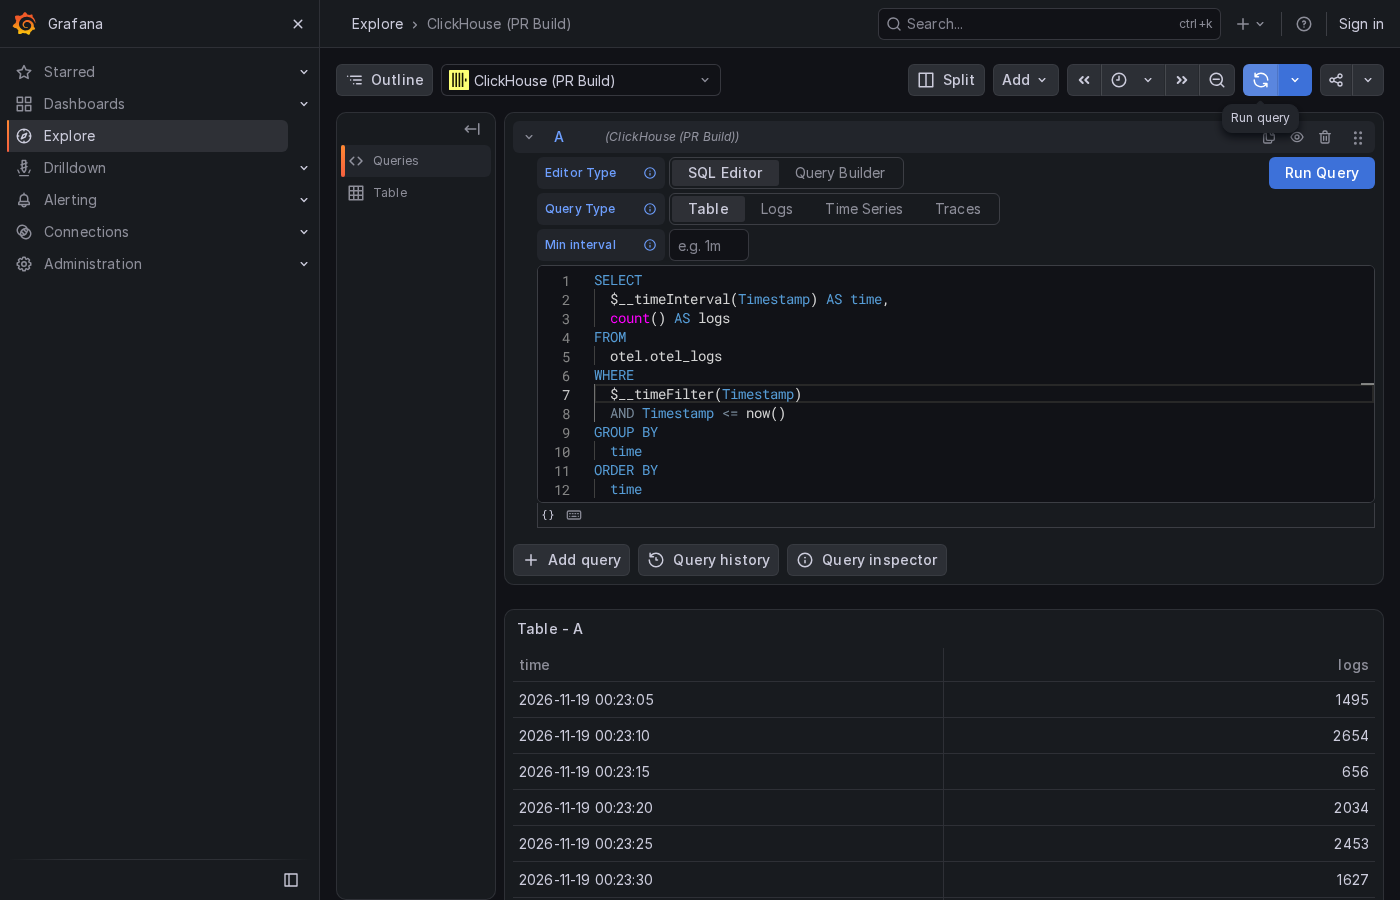 Grafana
Explore › ClickHouse (PR Build)
Search...
ctrl+k
Sign in
Starred
Dashboards
Explore
Drilldown
Alerting
Connections
Administration
Outline
ClickHouse (PR Build)
Split
Add
Run query
Queries
Table
A
(ClickHouse (PR Build))
Editor Type
SQL Editor
Query Builder
Run Query
Query Type
Table
Logs
Time Series
Traces
Min interval
e.g. 1m
1 SELECT
2 $__timeInterval(Timestamp) AS time,
3 count() AS logs
4 FROM
5 otel.otel_logs
6 WHERE
7 $__timeFilter(Timestamp)
8 AND Timestamp <= now()
9 GROUP BY
10 time
11 ORDER BY
12 time
{}
Add query
Query history
Query inspector
Table - A
time logs
2026-11-19 00:23:05 1495
2026-11-19 00:23:10 2654
2026-11-19 00:23:15 656
2026-11-19 00:23:20 2034
2026-11-19 00:23:25 2453
2026-11-19 00:23:30 1627